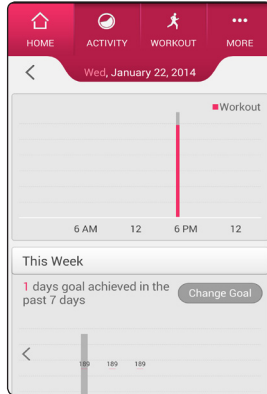 HOME ACTIVITY WORKOUT MORE
Wed, January 22, 2014
Workout
6 AM 12 6 PM 12
This Week
1 days goal achieved in the
past 7 days
Change Goal
189 189 189